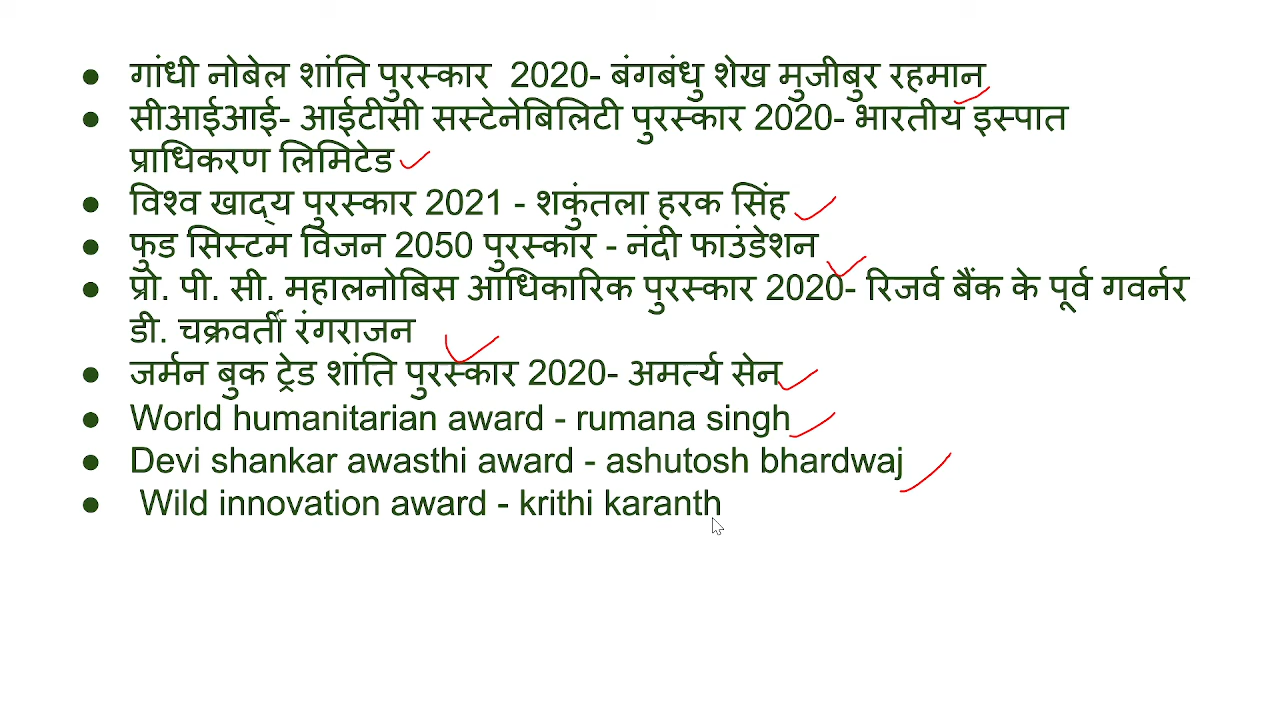 ● गांधी नोबेल शांति पुरस्कार 2020- बंगबंधु शेख मुजीबुर रहमान
● सीआईआई- आईटीसी सस्टेनेबिलिटी पुरस्कार 2020- भारतीय इस्पात
प्राधिकरण लिमिटेड
● विश्व खाद्य पुरस्कार 2021 - शकुंतला हरक सिंह
● फुड सिस्टम विजन 2050 पुरस्कार - नंदी फाउंडेशन
● प्रो. पी. सी. महालनोबिस आधिकारिक पुरस्कार 2020- रिजर्व बैंक के पूर्व गवर्नर
डी. चक्रवर्ती रंगराजन
● जर्मन बुक ट्रेड शांति पुरस्कार 2020- अमर्त्य सेन
● World humanitarian award - rumana singh
● Devi shankar awasthi award - ashutosh bhardwaj
● Wild innovation award - krithi karanth